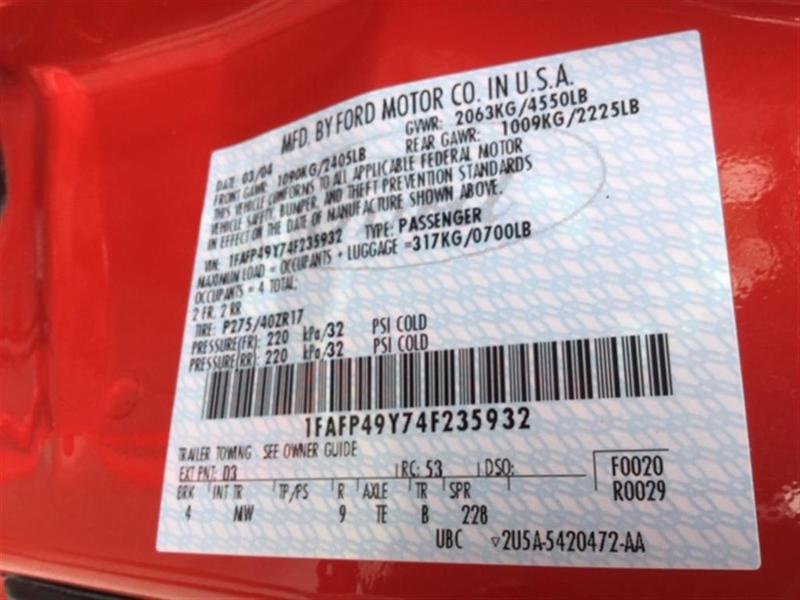 MFD. BY FORD MOTOR CO. IN U.S.A.
DATE: 03/04 GVWR: 2063KG/4550LB
FRONT GAWR: 1090KG/2405LB REAR GAWR: 1009KG/2225LB
THIS VEHICLE CONFORMS TO ALL APPLICABLE FEDERAL MOTOR
VEHICLE SAFETY, BUMPER, AND THEFT PREVENTION STANDARDS
IN EFFECT ON THE DATE OF MANUFACTURE SHOWN ABOVE.
VIN: 1FAFP49Y74F235932 TYPE: PASSENGER
MAXIMUM LOAD = OCCUPANTS + LUGGAGE =317KG/0700LB
OCCUPANTS = 4 TOTAL:
2 FR, 2 RR
TIRE: P275/40ZR17
PRESSURE(FR): 220 kPa/32 PSI COLD
PRESSURE(RR): 220 kPa/32 PSI COLD
1FAFP49Y74F235932
TRAILER TOWING - SEE OWNER GUIDE
EXT PNT: D3 RC: 53 DSO: F0020
BRK INT TR TP/PS R AXLE TR SPR R0029
4 NW 9 TE B 228
UBC ▽2U5A-5420472-AA